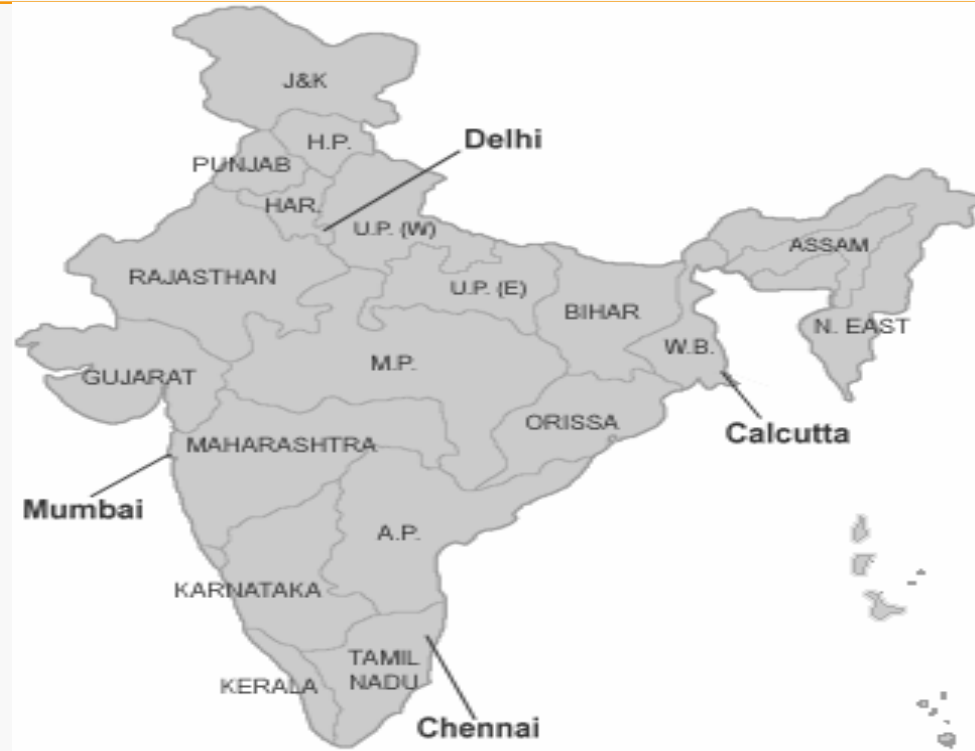 J&K
H.P.
Delhi
PUNJAB
HAR.
U.P. (W)
ASSAM
RAJASTHAN
U.P. (E)
BIHAR
N. EAST
W.B.
M.P.
GUJARAT
ORISSA
Calcutta
MAHARASHTRA
Mumbai
A.P.
KARNATAKA
TAMIL
NADU
KERALA
Chennai